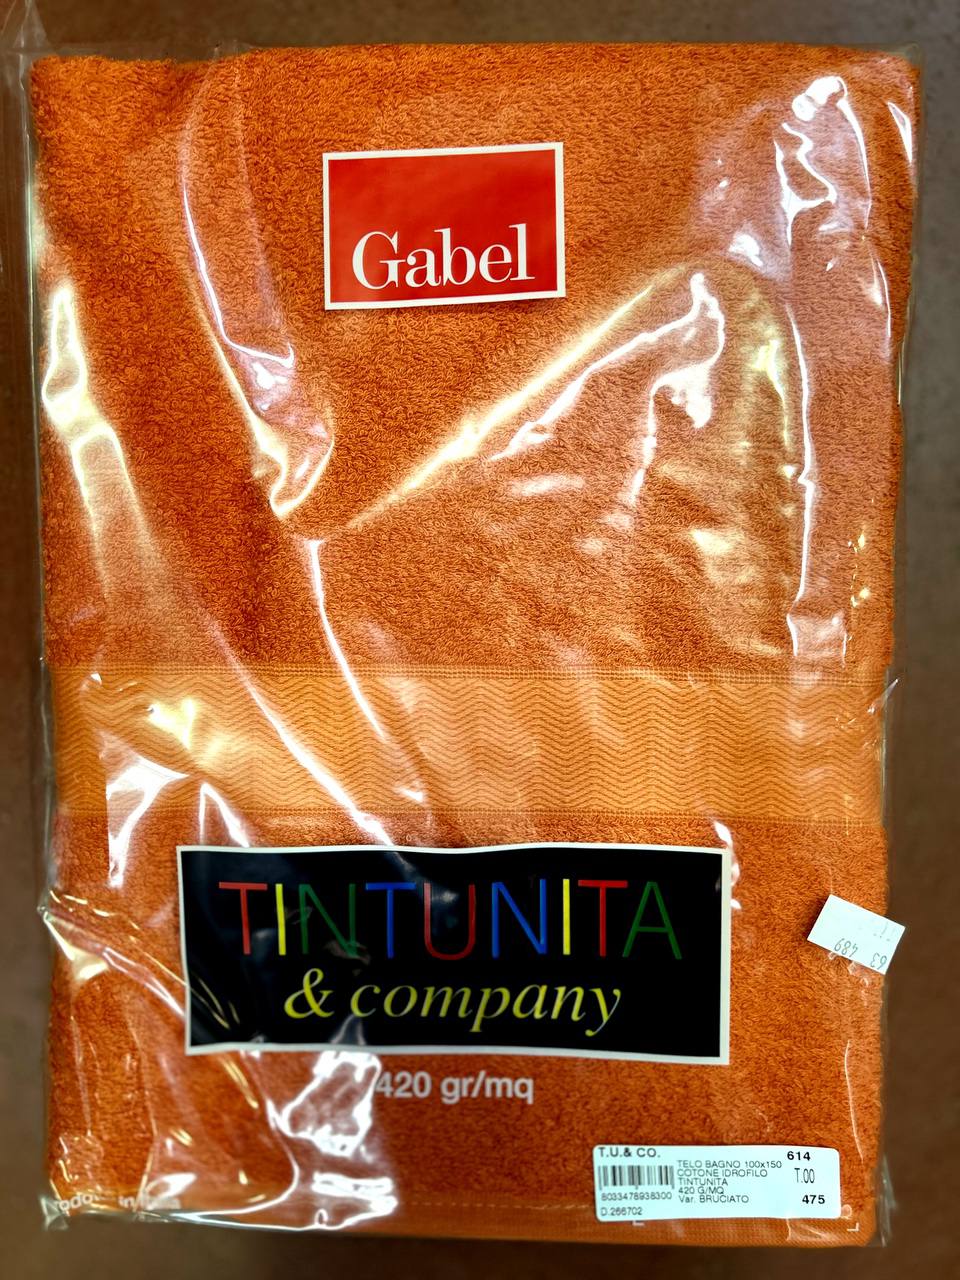 Gabel
TINTUNITA
& company
420 gr/mq
63 489
T.U.& CO. 614
TELO BAGNO 100x150
COTONE IDROFILO T.00
TINTUNITA
420 G/MQ
Var. BRUCIATO 475
8033478938300
D.266702